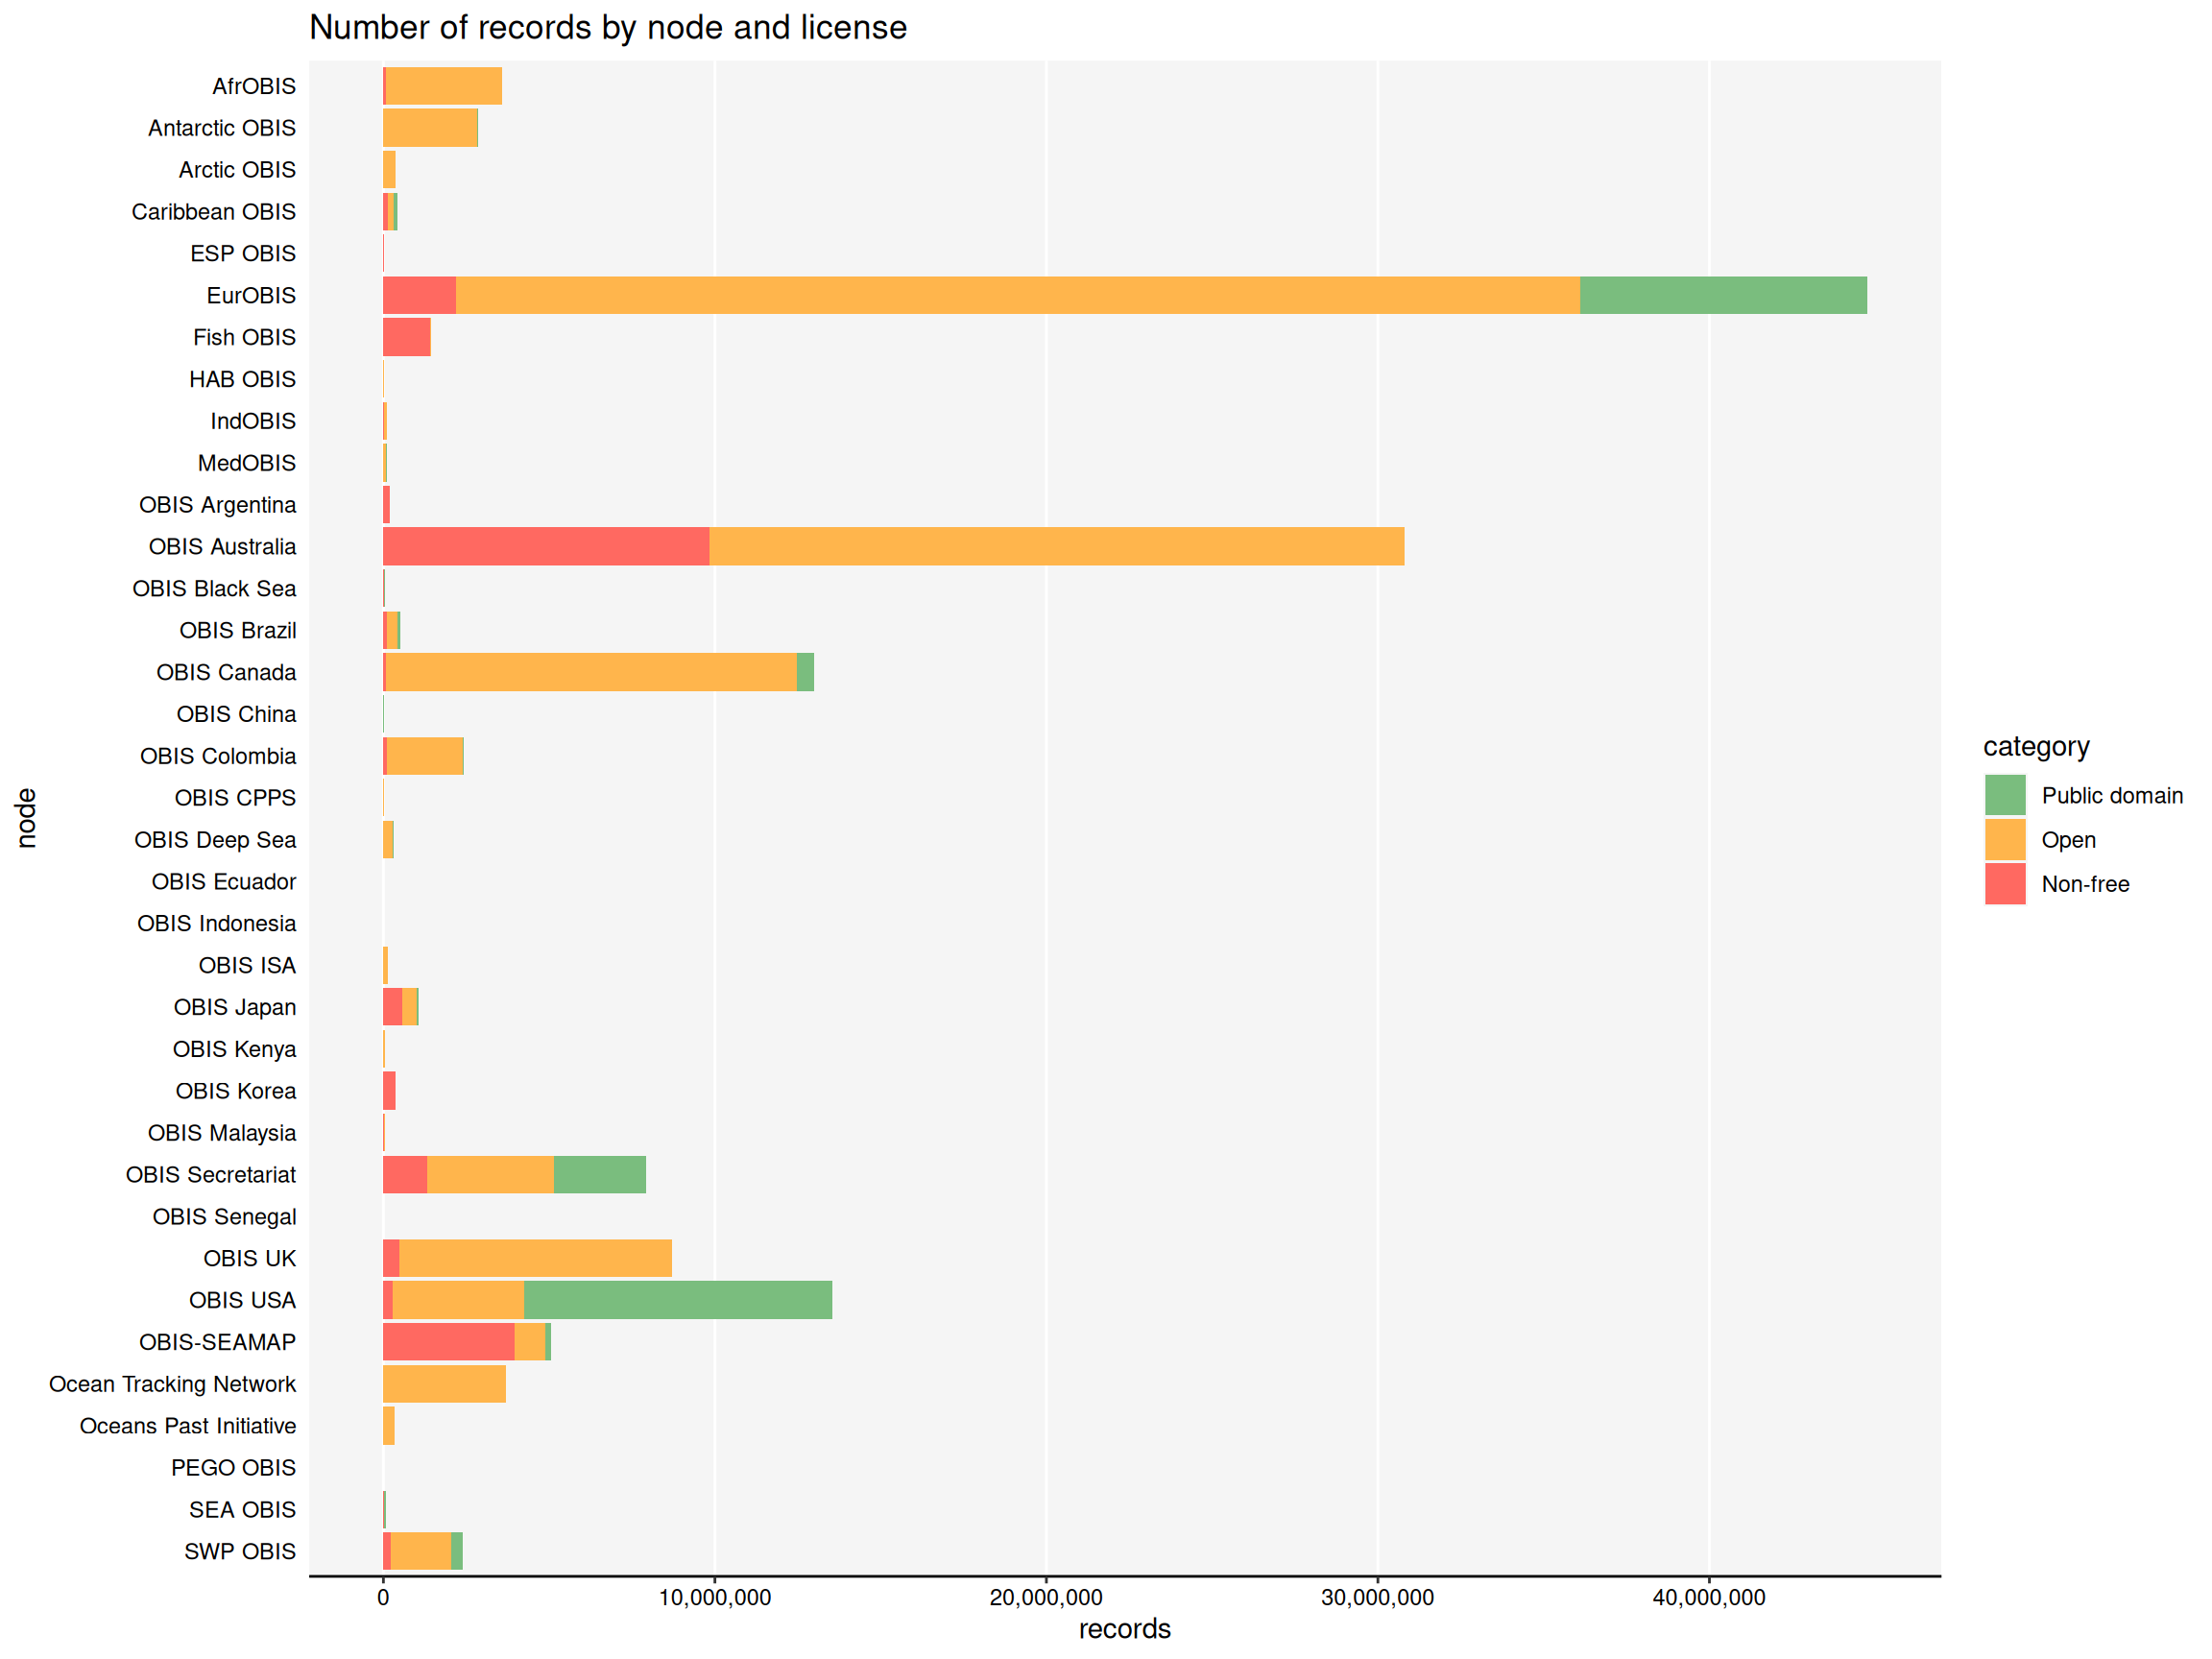 Number of records by node and license
AfrOBIS
Antarctic OBIS
Arctic OBIS
Caribbean OBIS
ESP OBIS
EurOBIS
Fish OBIS
HAB OBIS
IndOBIS
MedOBIS
OBIS Argentina
OBIS Australia
OBIS Black Sea
OBIS Brazil
OBIS Canada
OBIS China
OBIS Colombia
OBIS CPPS
OBIS Deep Sea
OBIS Ecuador
OBIS Indonesia
OBIS ISA
OBIS Japan
OBIS Kenya
OBIS Korea
OBIS Malaysia
OBIS Secretariat
OBIS Senegal
OBIS UK
OBIS USA
OBIS-SEAMAP
Ocean Tracking Network
Oceans Past Initiative
PEGO OBIS
SEA OBIS
SWP OBIS
node
0 10,000,000 20,000,000 30,000,000 40,000,000
records
category
Public domain
Open
Non-free